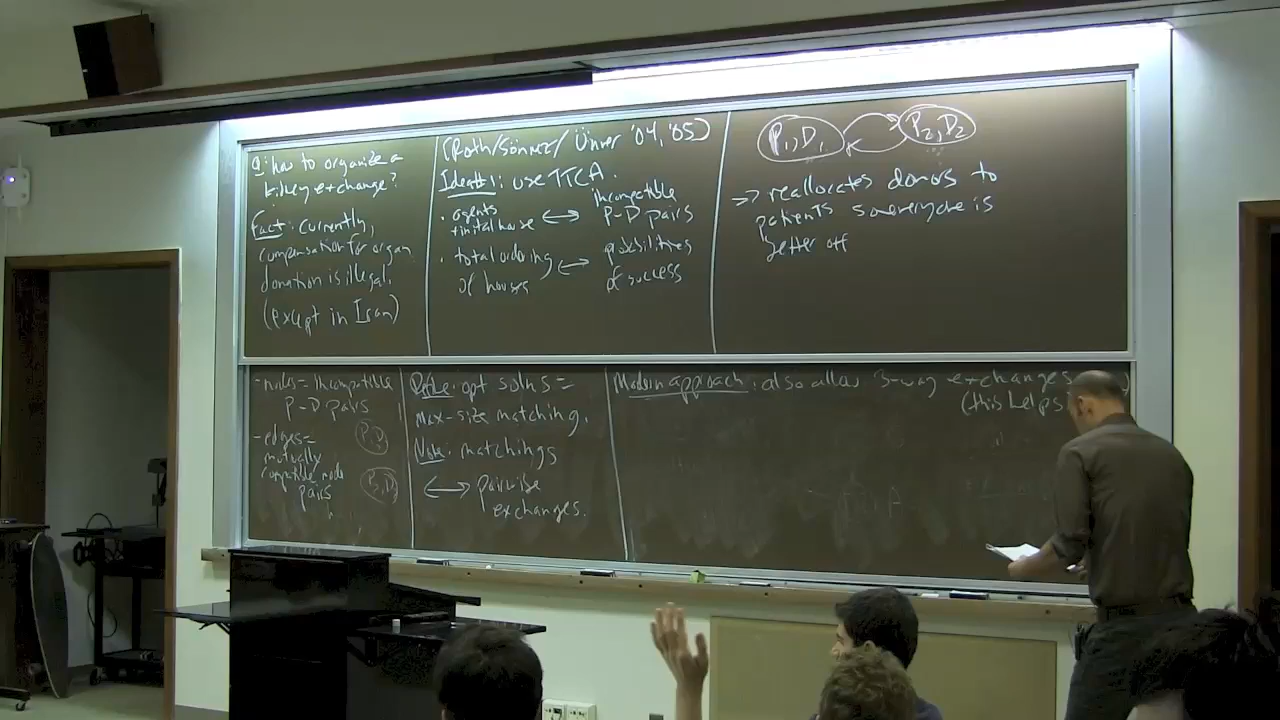 Q: how to organize a
kidney exchange?
Fact: currently,
compensation for organ
donation is illegal.
(except in Iran)
(Roth/Sönmez/Ünver '04,'05)
Idea #1: use TTCA.
· agents
+ initial house ↔ incompatible
P-D pairs
· total ordering
of houses ↔ probabilities
of success
P₁,D₁ P₂,D₂
=> reallocates donors to
patients so everyone is
better off
- nodes = incompatible
P-D pairs
- edges =
mutually
compatible node
pairs
opt solns =
max-size matching.
Note: matchings
↔ pairwise
exchanges.
Modern approach: also allow 3-way exchanges
(this helps